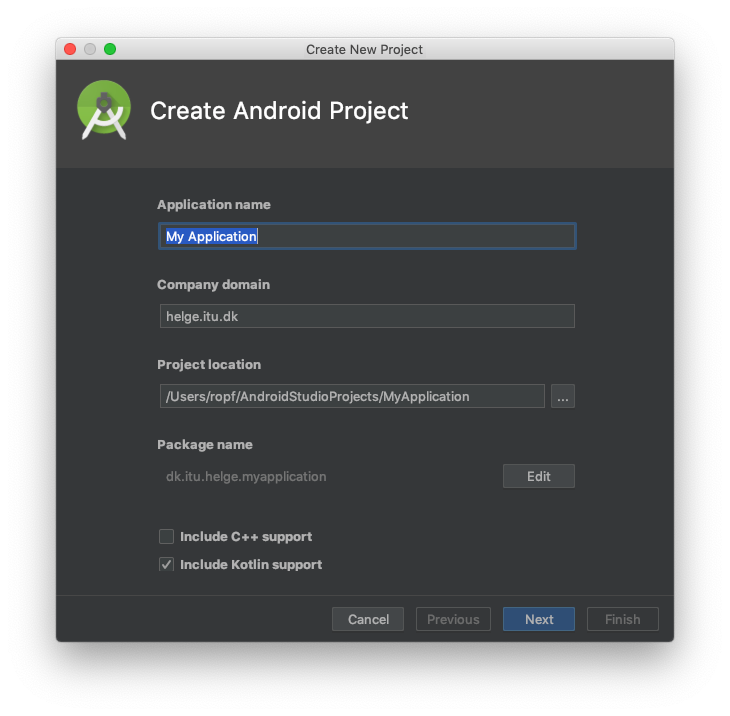 Create New Project
Create Android Project
Application name
My Application
Company domain
helge.itu.dk
Project location
/Users/ropf/AndroidStudioProjects/MyApplication
...
Package name
dk.itu.helge.myapplication
Edit
Include C++ support
Include Kotlin support
Cancel Previous Next Finish